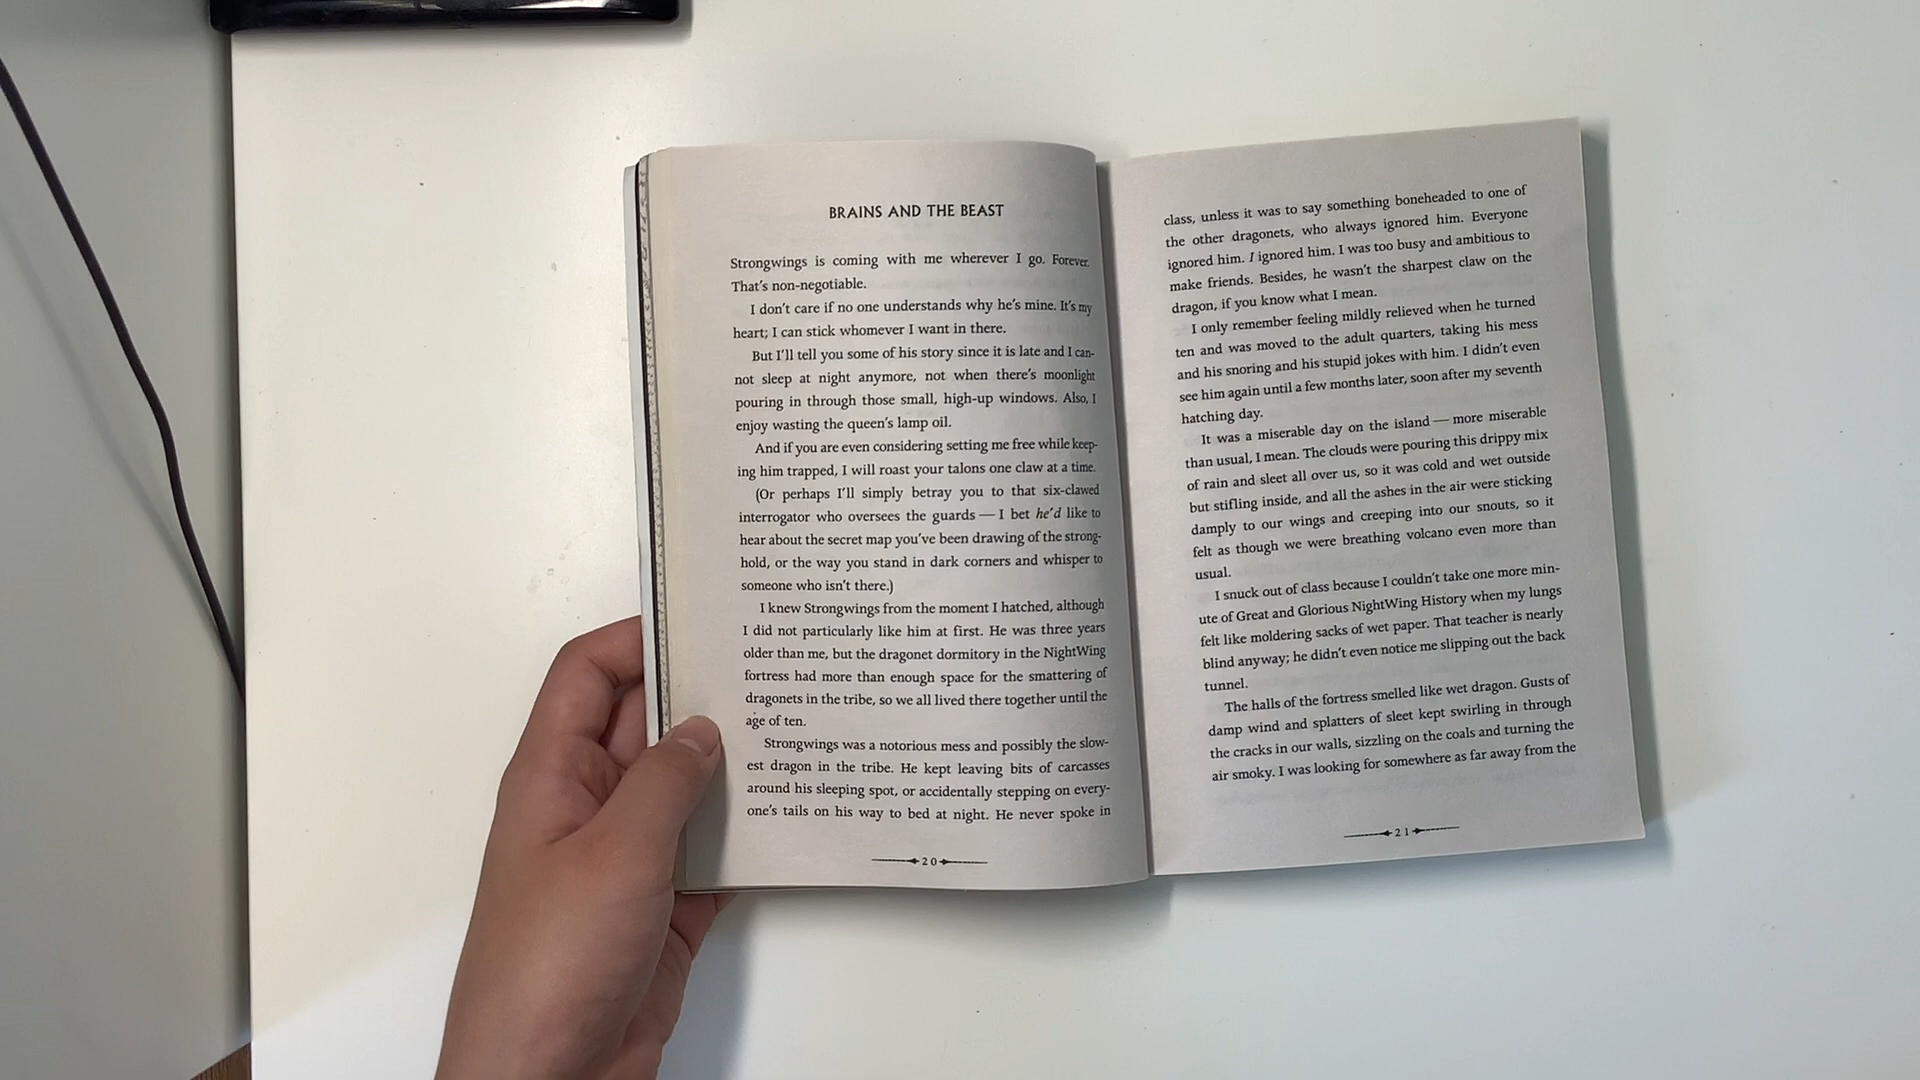 BRAINS AND THE BEAST
Strongwings is coming with me wherever I go. Forever.
That's non-negotiable.
I don't care if no one understands why he's mine. It's my
heart; I can stick whomever I want in there.
But I'll tell you some of his story since it is late and I can-
not sleep at night anymore, not when there's moonlight
pouring in through those small, high-up windows. Also, I
enjoy wasting the queen's lamp oil.
And if you are even considering setting me free while keep-
ing him trapped, I will roast your talons one claw at a time.
(Or perhaps I'll simply betray you to that six-clawed
interrogator who oversees the guards — I bet he'd like to
hear about the secret map you've been drawing of the strong-
hold, or the way you stand in dark corners and whisper to
someone who isn't there.)
I knew Strongwings from the moment I hatched, although
I did not particularly like him at first. He was three years
older than me, but the dragonet dormitory in the NightWing
fortress had more than enough space for the smattering of
dragonets in the tribe, so we all lived there together until the
age of ten.
Strongwings was a notorious mess and possibly the slow-
est dragon in the tribe. He kept leaving bits of carcasses
around his sleeping spot, or accidentally stepping on every-
one's tails on his way to bed at night. He never spoke in
20
class, unless it was to say something boneheaded to one of
the other dragonets, who always ignored him. Everyone
ignored him. I ignored him. I was too busy and ambitious to
make friends. Besides, he wasn't the sharpest claw on the
dragon, if you know what I mean.
I only remember feeling mildly relieved when he turned
ten and was moved to the adult quarters, taking his mess
and his snoring and his stupid jokes with him. I didn't even
see him again until a few months later, soon after my seventh
hatching day.
It was a miserable day on the island — more miserable
than usual, I mean. The clouds were pouring this drippy mix
of rain and sleet all over us, so it was cold and wet outside
but stifling inside, and all the ashes in the air were sticking
damply to our wings and creeping into our snouts, so it
felt as though we were breathing volcano even more than
usual.
I snuck out of class because I couldn't take one more min-
ute of Great and Glorious NightWing History when my lungs
felt like moldering sacks of wet paper. That teacher is nearly
blind anyway; he didn't even notice me slipping out the back
tunnel.
The halls of the fortress smelled like wet dragon. Gusts of
damp wind and splatters of sleet kept swirling in through
the cracks in our walls, sizzling on the coals and turning the
air smoky. I was looking for somewhere as far away from the
21